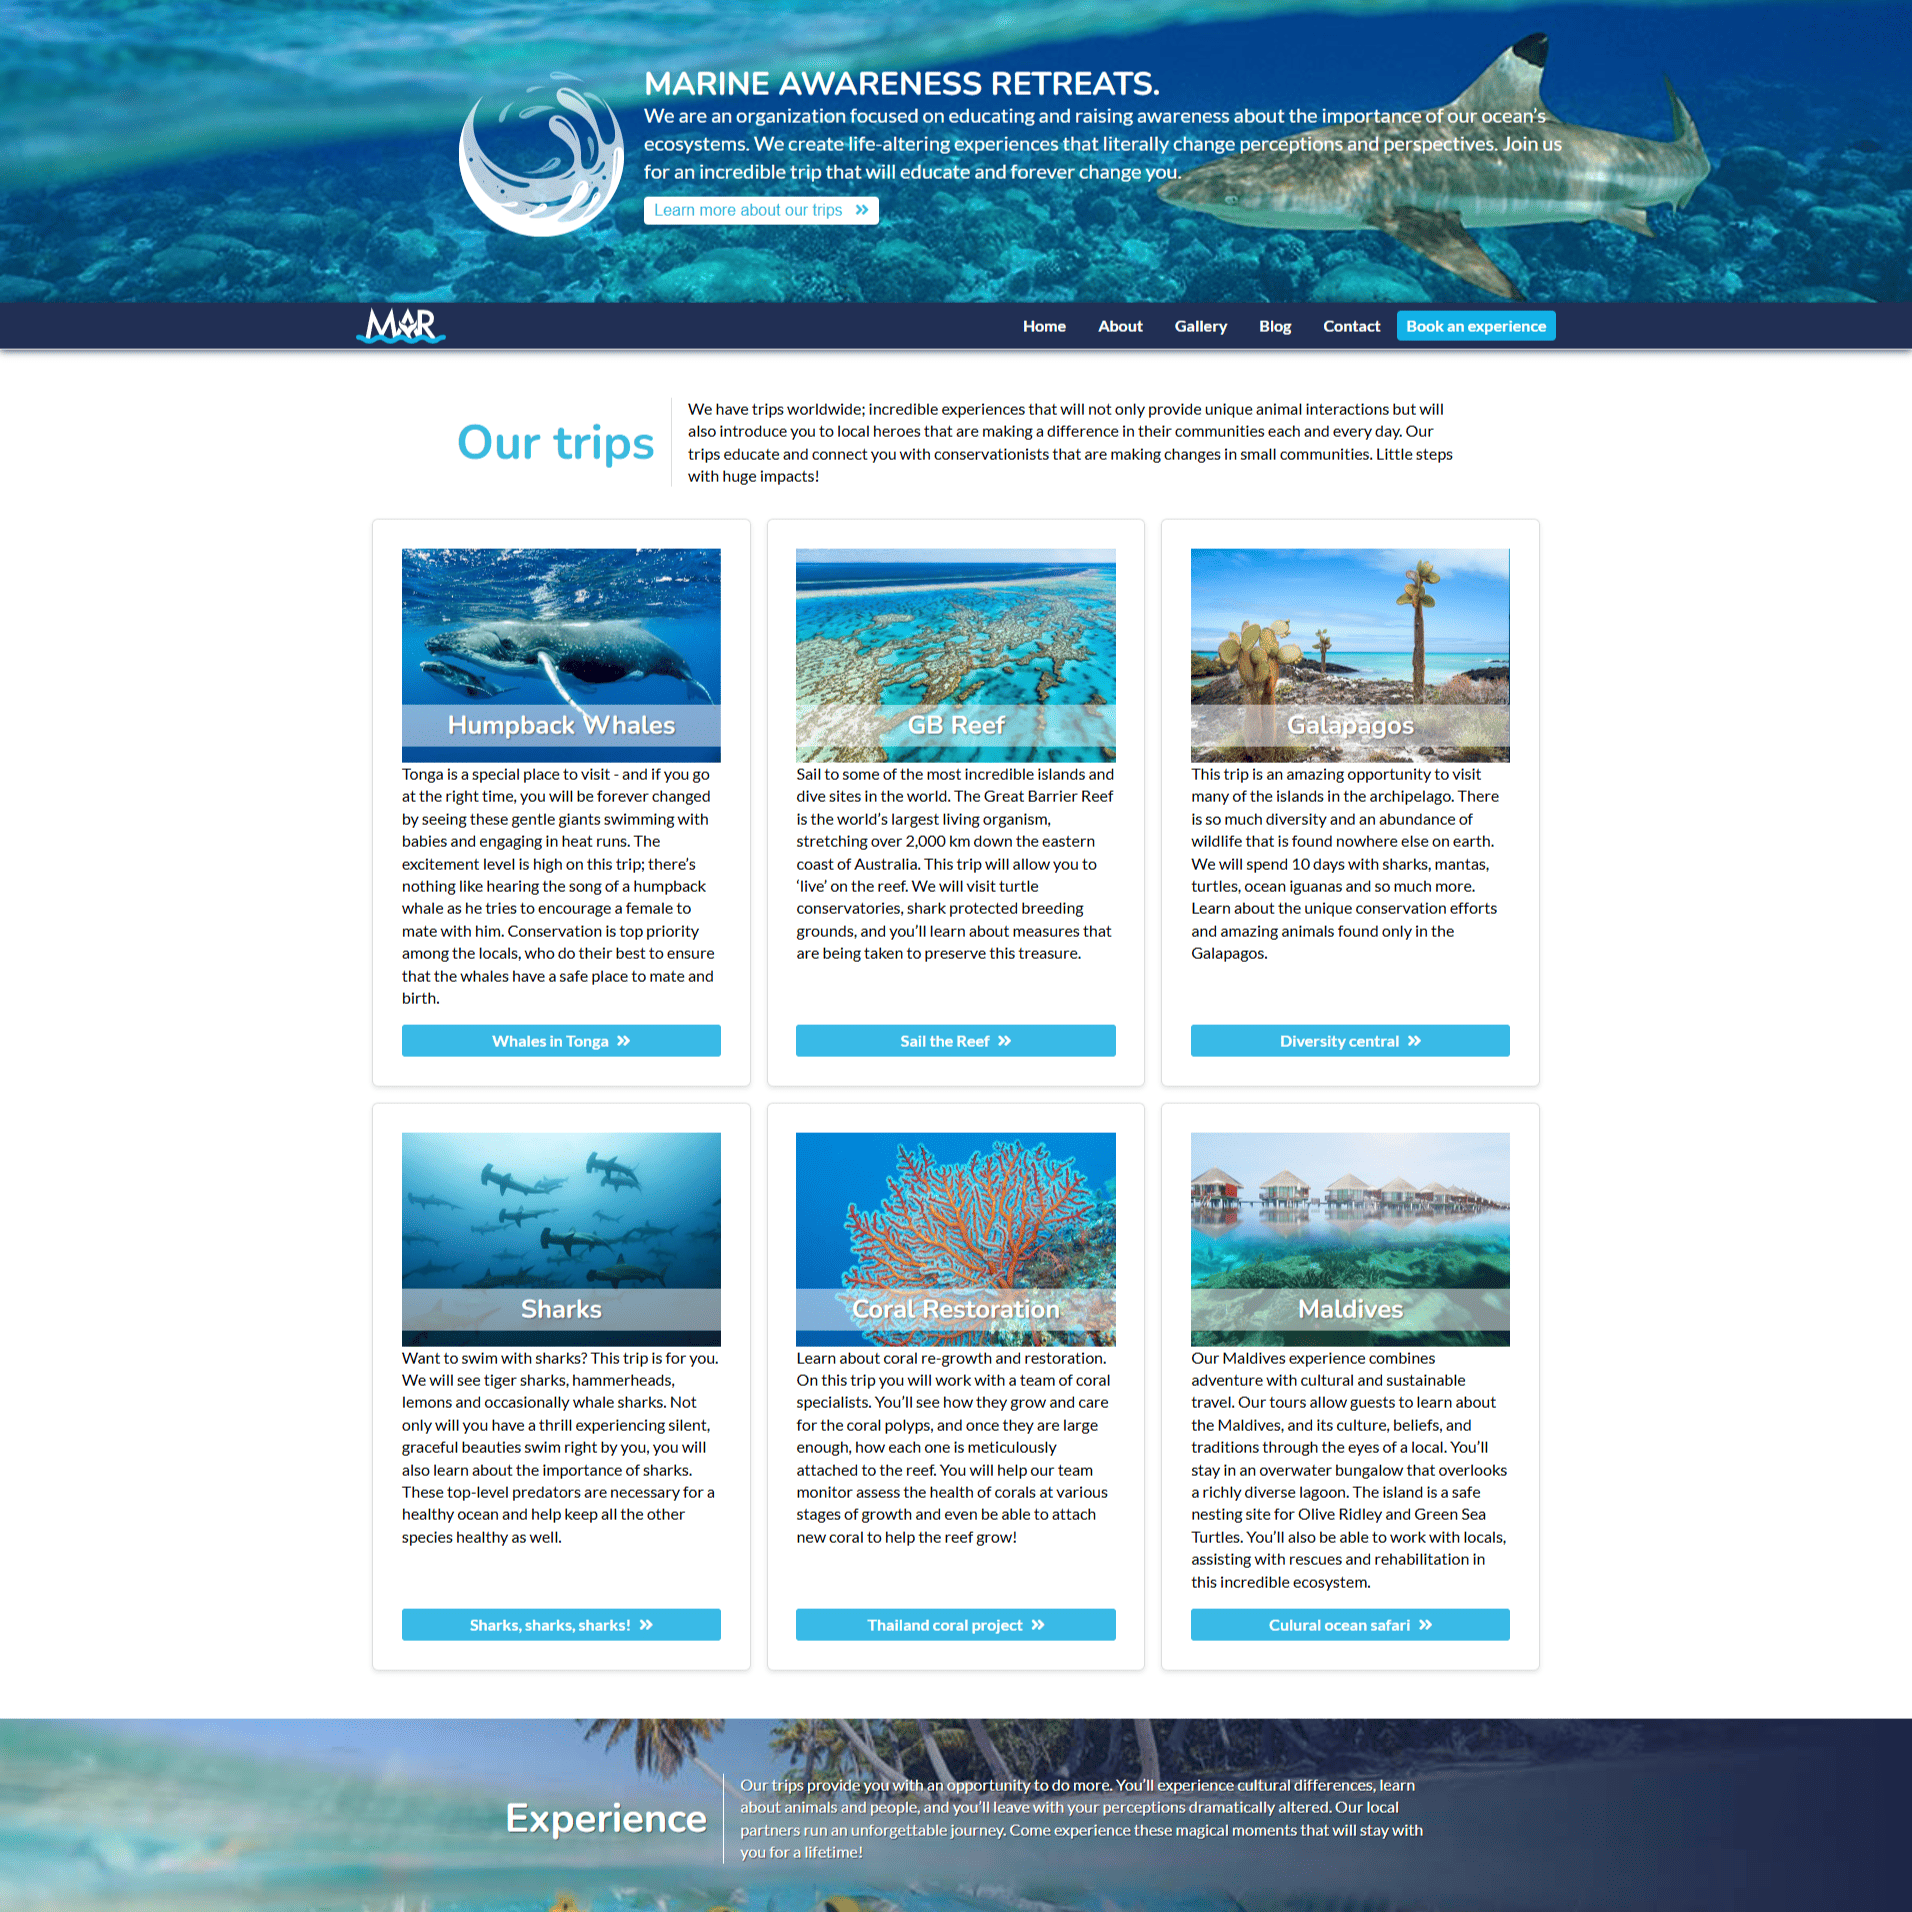 MARINE AWARENESS RETREATS.
We are an organization focused on educating and raising awareness about the importance of our ocean's
ecosystems. We create life-altering experiences that literally change perceptions and perspectives. Join us
for an incredible trip that will educate and forever change you.
Learn more about our trips »
MAR
Home About Gallery Blog Contact Book an experience
Our trips
We have trips worldwide; incredible experiences that will not only provide unique animal interactions but will
also introduce you to local heroes that are making a difference in their communities each and every day. Our
trips educate and connect you with conservationists that are making changes in small communities. Little steps
with huge impacts!
Humpback Whales
Tonga is a special place to visit - and if you go
at the right time, you will be forever changed
by seeing these gentle giants swimming with
babies and engaging in heat runs. The
excitement level is high on this trip; there's
nothing like hearing the song of a humpback
whale as he tries to encourage a female to
mate with him. Conservation is top priority
among the locals, who do their best to ensure
that the whales have a safe place to mate and
birth.
Whales in Tonga »
GB Reef
Sail to some of the most incredible islands and
dive sites in the world. The Great Barrier Reef
is the world's largest living organism,
stretching over 2,000 km down the eastern
coast of Australia. This trip will allow you to
'live' on the reef. We will visit turtle
conservatories, shark protected breeding
grounds, and you'll learn about measures that
are being taken to preserve this treasure.
Sail the Reef »
Galapagos
This trip is an amazing opportunity to visit
many of the islands in the archipelago. There
is so much diversity and an abundance of
wildlife that is found nowhere else on earth.
We will spend 10 days with sharks, mantas,
turtles, ocean iguanas and so much more.
Learn about the unique conservation efforts
and amazing animals found only in the
Galapagos.
Diversity central »
Sharks
Want to swim with sharks? This trip is for you.
We will see tiger sharks, hammerheads,
lemons and occasionally whale sharks. Not
only will you have a thrill experiencing silent,
graceful beauties swim right by you, you will
also learn about the importance of sharks.
These top-level predators are necessary for a
healthy ocean and help keep all the other
species healthy as well.
Sharks, sharks, sharks! »
Coral Restoration
Learn about coral re-growth and restoration.
On this trip you will work with a team of coral
specialists. You'll see how they grow and care
for the coral polyps, and once they are large
enough, how each one is meticulously
attached to the reef. You will help our team
monitor assess the health of corals at various
stages of growth and even be able to attach
new coral to help the reef grow!
Thailand coral project »
Maldives
Our Maldives experience combines
adventure with cultural and sustainable
travel. Our tours allow guests to learn about
the Maldives, and its culture, beliefs, and
traditions through the eyes of a local. You'll
stay in an overwater bungalow that overlooks
a richly diverse lagoon. The island is a safe
nesting site for Olive Ridley and Green Sea
Turtles. You'll also be able to work with locals,
assisting with rescues and rehabilitation in
this incredible ecosystem.
Culural ocean safari »
Experience
Our trips provide you with an opportunity to do more. You'll experience cultural differences, learn
about animals and people, and you'll leave with your perceptions dramatically altered. Our local
partners run an unforgettable journey. Come experience these magical moments that will stay with
you for a lifetime!